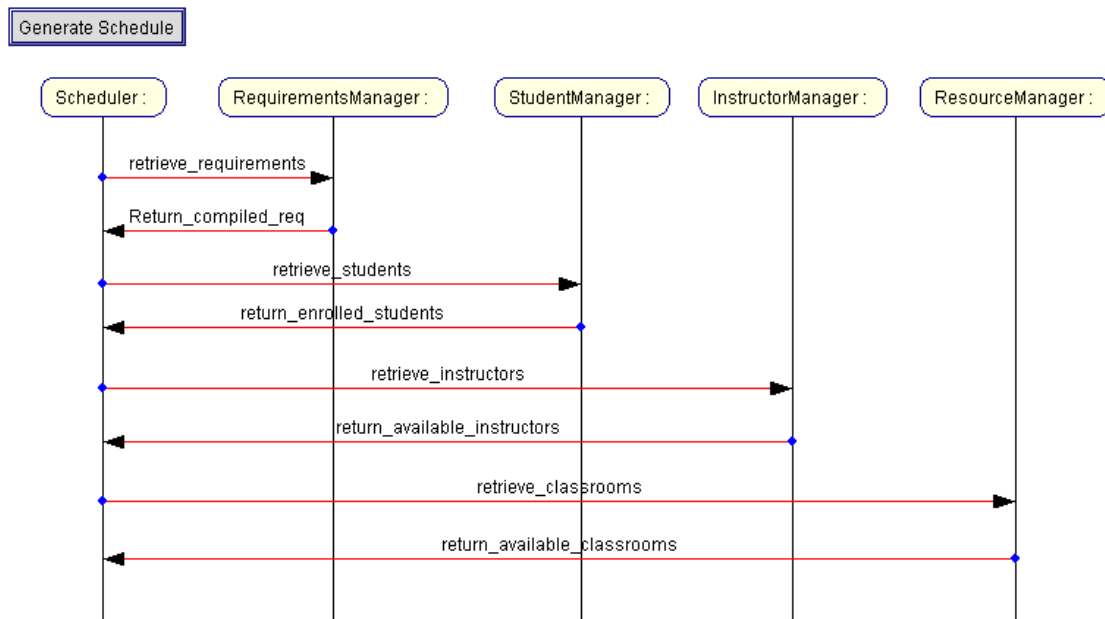 Generate Schedule
Scheduler :
RequirementsManager :
StudentManager :
InstructorManager :
ResourceManager :
retrieve_requirements
Return_compiled_req
retrieve_students
return_enrolled_students
retrieve_instructors
return_available_instructors
retrieve_classrooms
return_available_classrooms